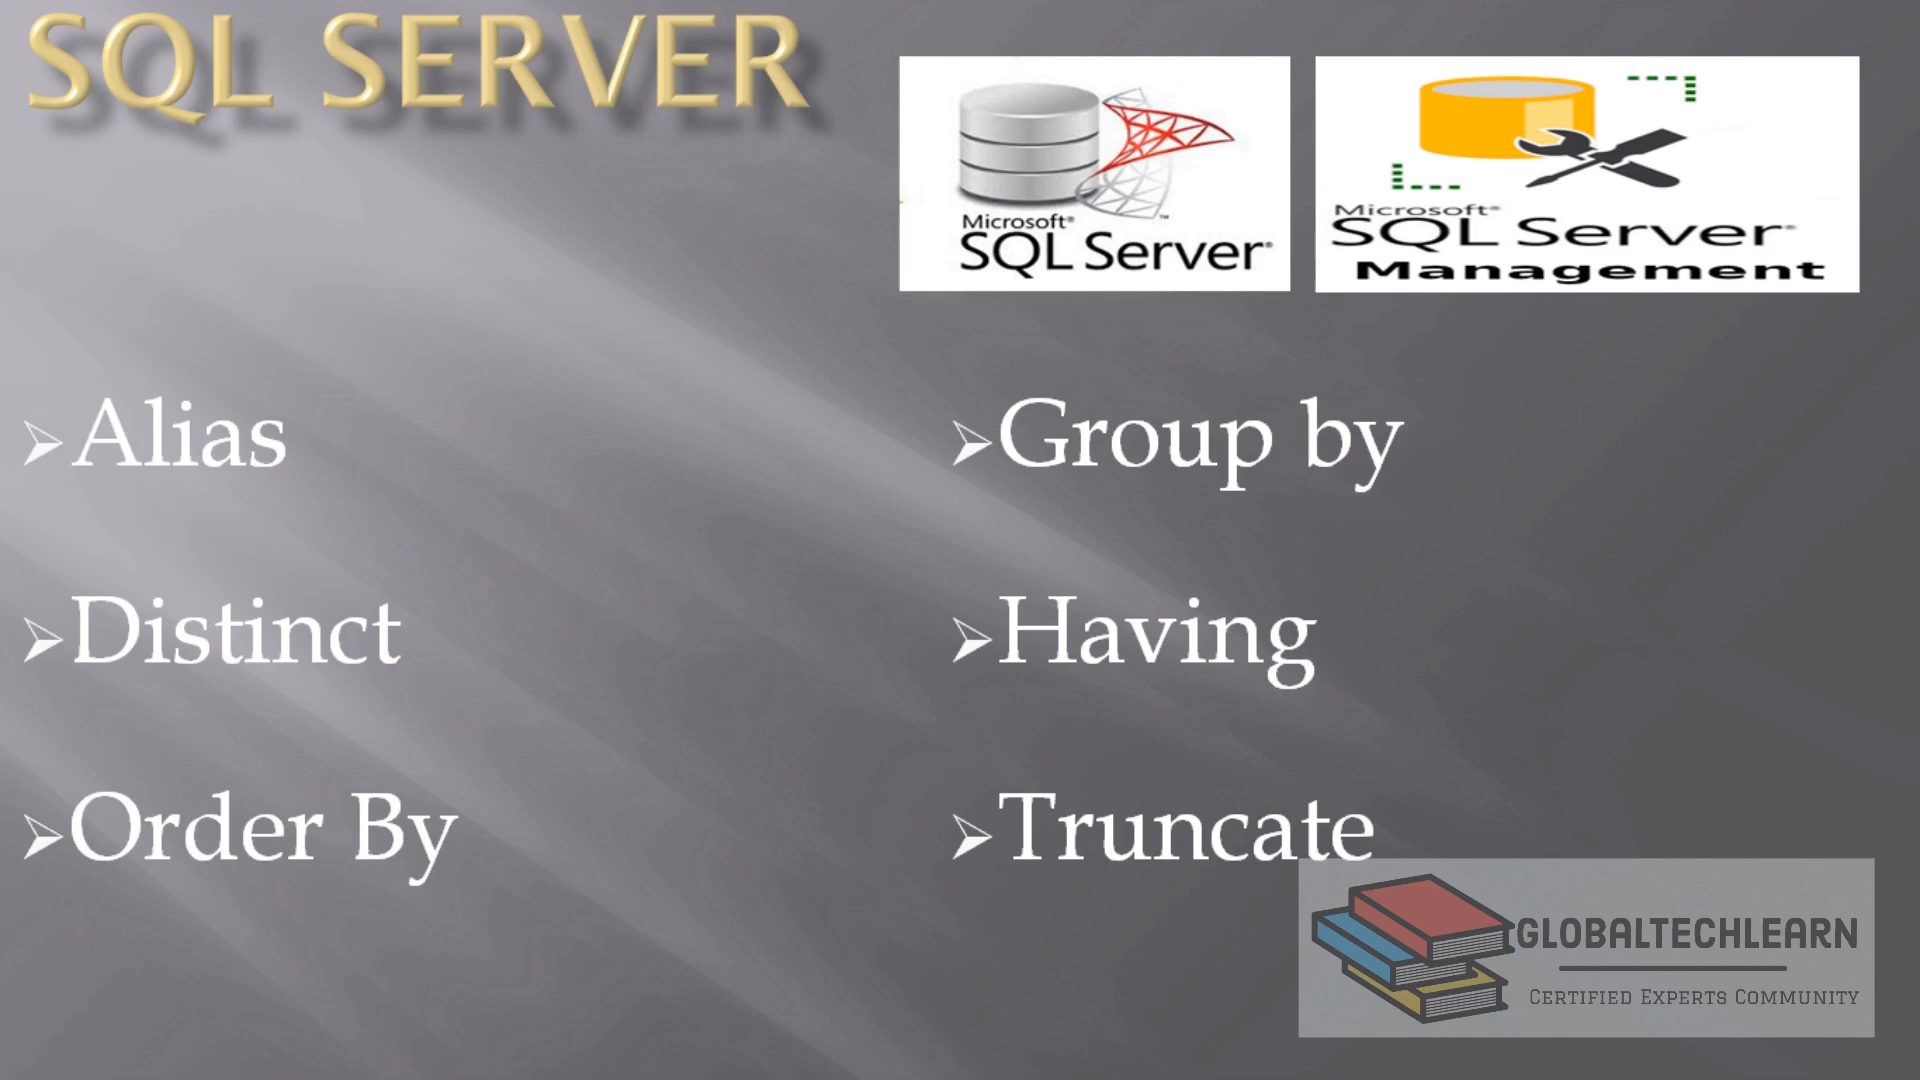 SQL SERVER
Microsoft®
SQL Server®
Microsoft®
SQL Server®
Management
➢Alias
➢Distinct
➢Order By
➢Group by
➢Having
➢Truncate
GLOBALTECHLEARN
CERTIFIED EXPERTS COMMUNITY